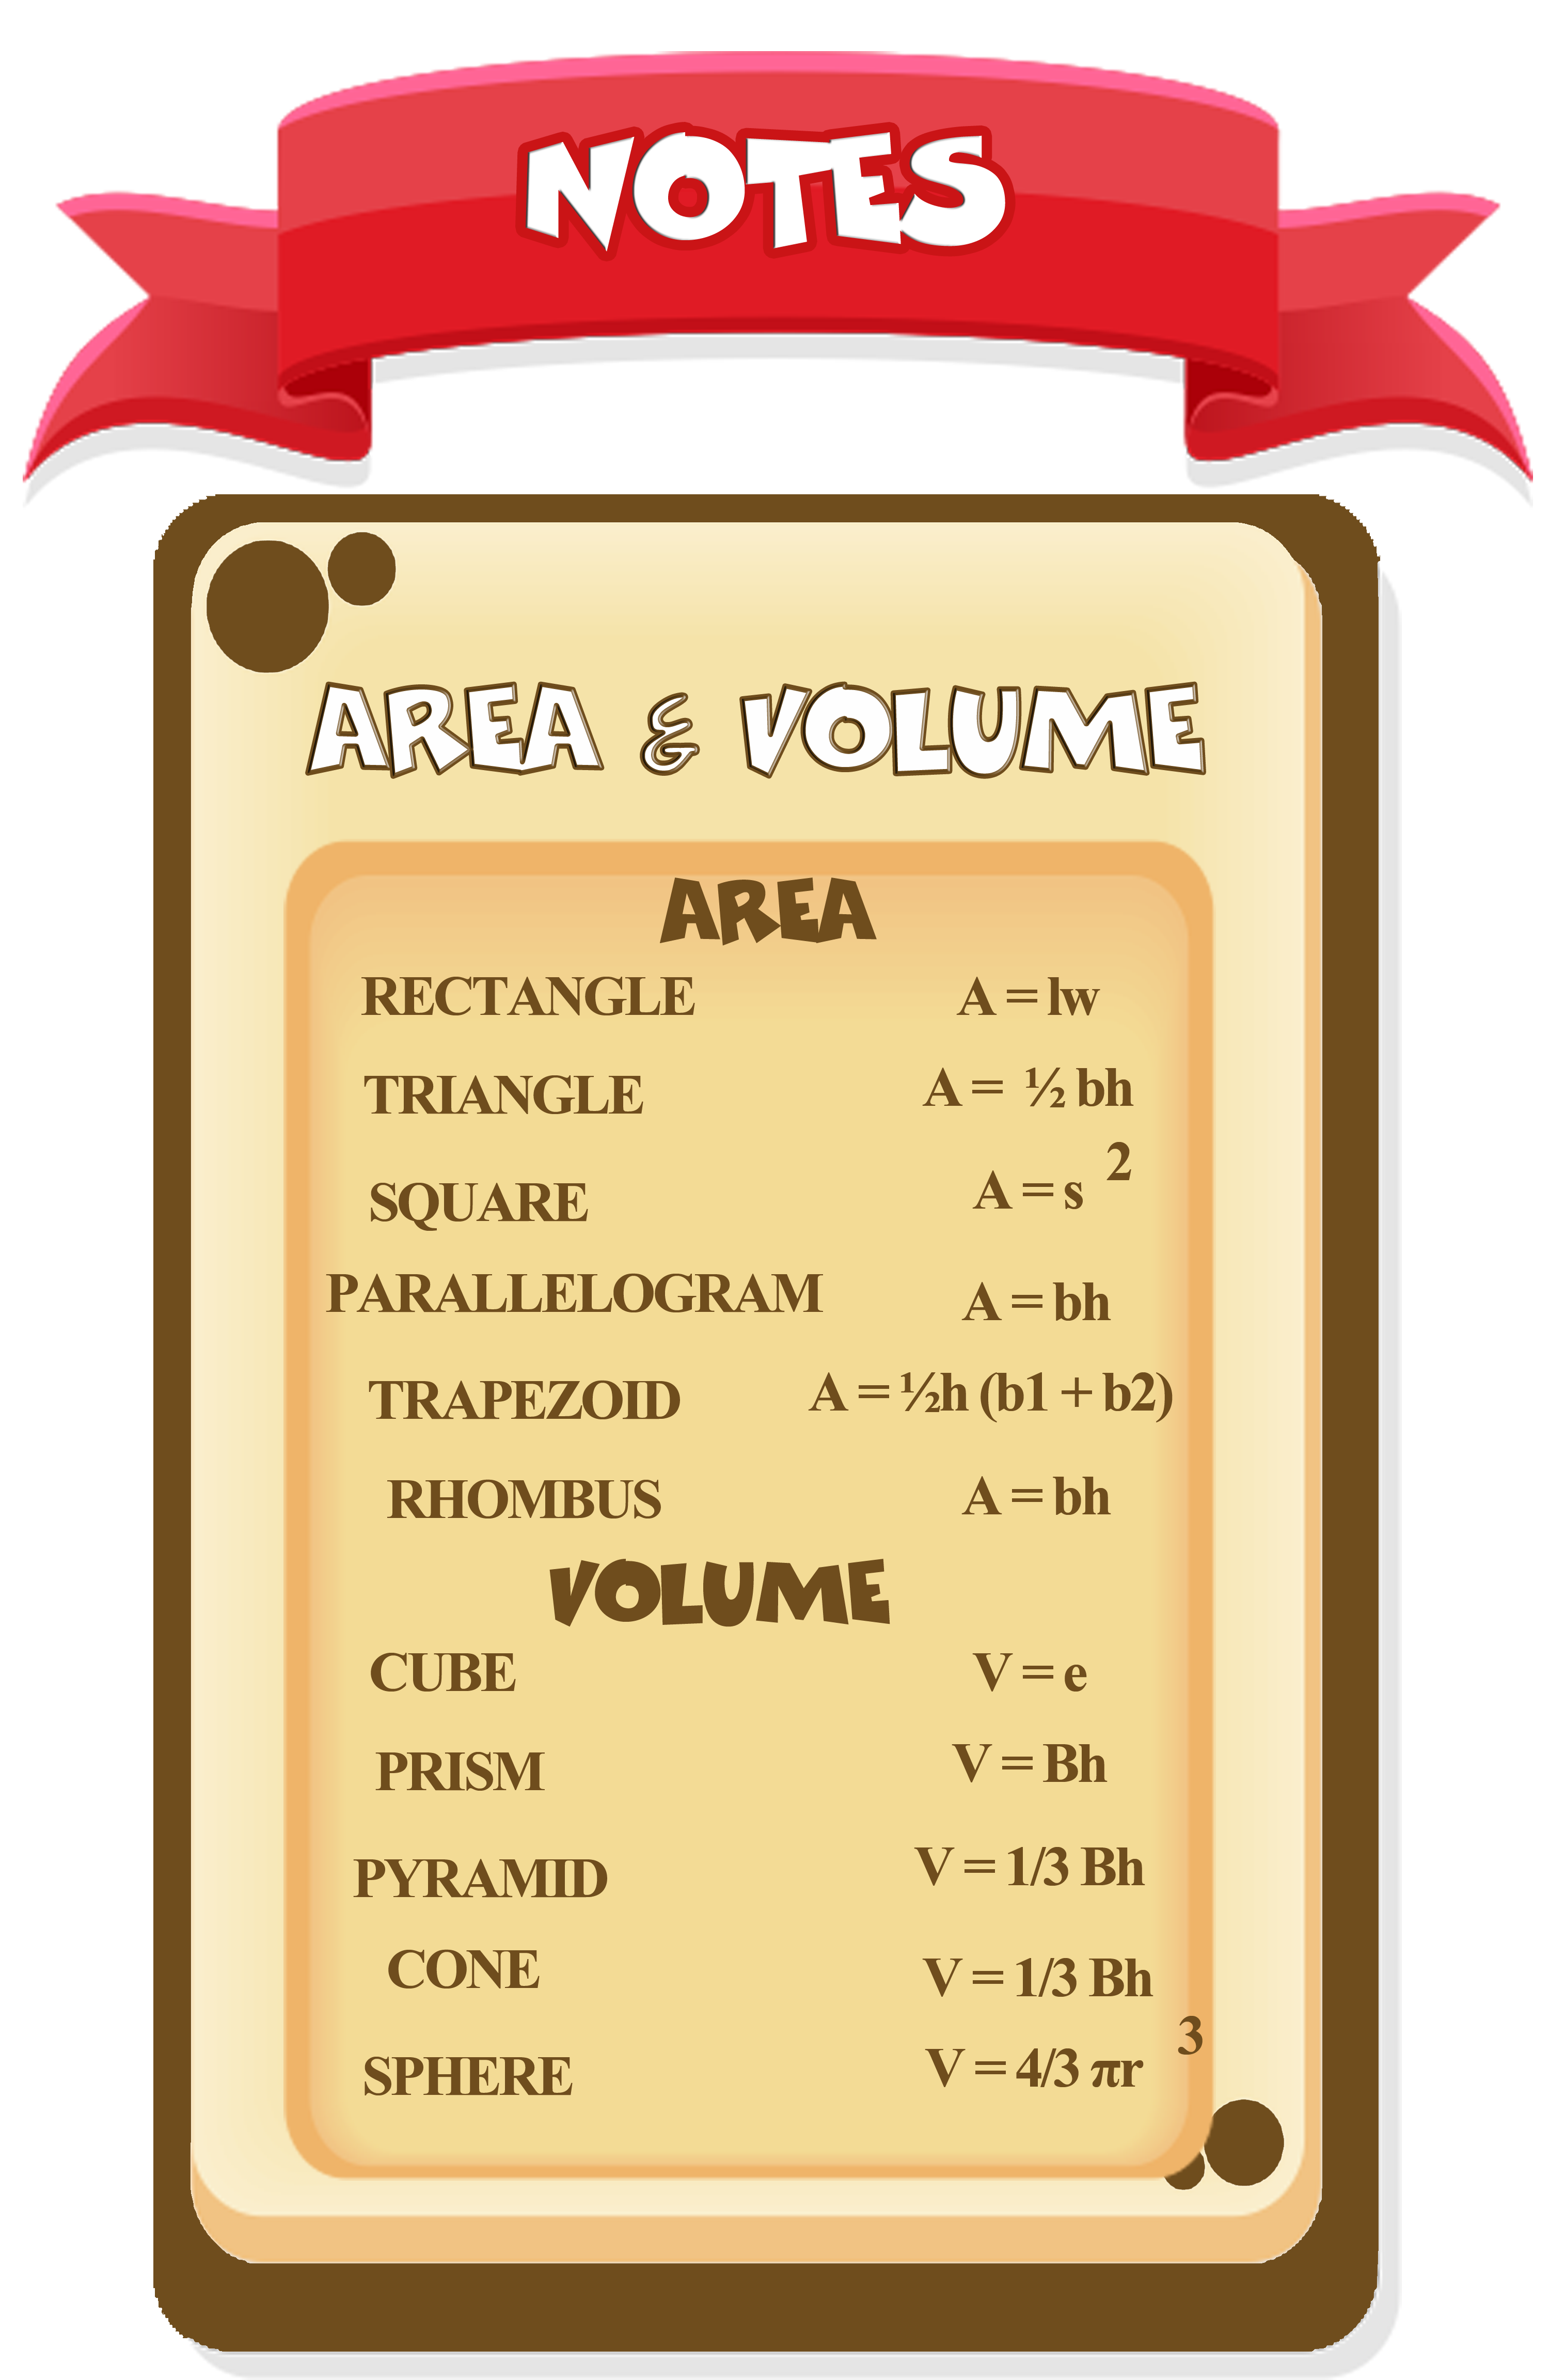 NOTES
AREA & VOLUME
AREA
RECTANGLE A = lw
TRIANGLE A = ½ bh
SQUARE A = s ²
PARALLELOGRAM A = bh
TRAPEZOID A = ½h (b1 + b2)
RHOMBUS A = bh
VOLUME
CUBE V = e
PRISM V = Bh
PYRAMID V = 1/3 Bh
CONE V = 1/3 Bh
SPHERE V = 4/3 πr ³